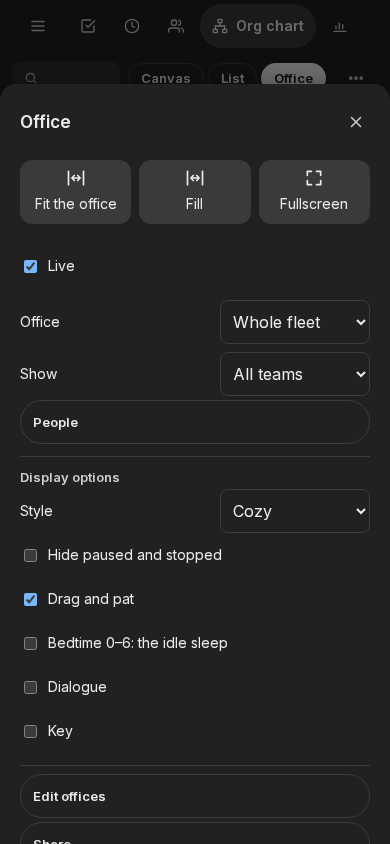 Org chart
Canvas
List
Office
Office
Fit the office
Fill
Fullscreen
Live
Office
Whole fleet
Show
All teams
People
Display options
Style
Cozy
Hide paused and stopped
Drag and pat
Bedtime 0–6: the idle sleep
Dialogue
Key
Edit offices
Share